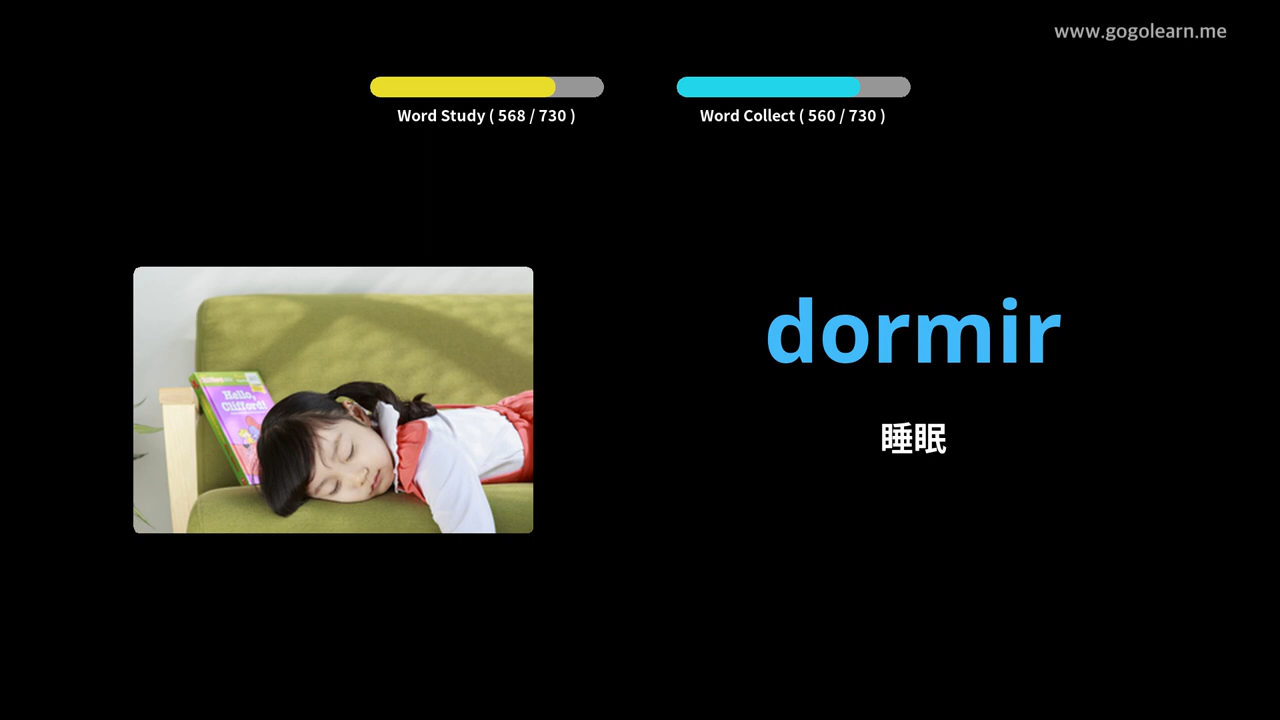 www.gogolearn.me
Word Study ( 568 / 730 )
Word Collect ( 560 / 730 )
Hello,
Clifford!
dormir
睡眠